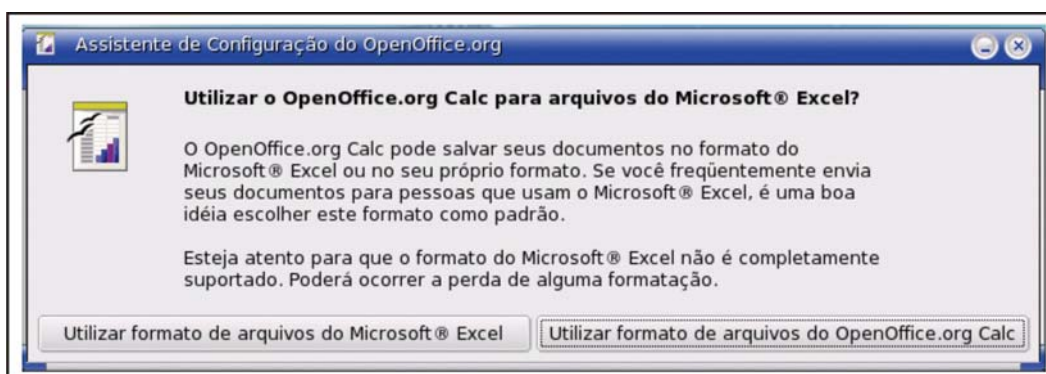 Assistente de Configuração do OpenOffice.org
Utilizar o OpenOffice.org Calc para arquivos do Microsoft® Excel?
O OpenOffice.org Calc pode salvar seus documentos no formato do
Microsoft® Excel ou no seu próprio formato. Se você freqüentemente envia
seus documentos para pessoas que usam o Microsoft® Excel, é uma boa
idéia escolher este formato como padrão.
Esteja atento para que o formato do Microsoft® Excel não é completamente
suportado. Poderá ocorrer a perda de alguma formatação.
Utilizar formato de arquivos do Microsoft® Excel
Utilizar formato de arquivos do OpenOffice.org Calc